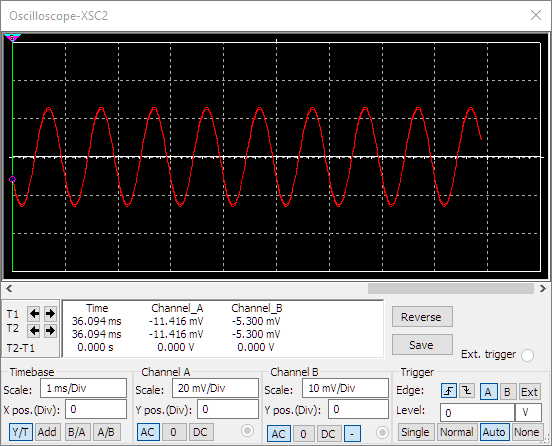 Oscilloscope-XSC2
T1
T2
T2-T1
Time Channel_A Channel_B
36.094 ms -11.416 mV -5.300 mV
36.094 ms -11.416 mV -5.300 mV
0.000 s 0.000 V 0.000 V
Reverse
Save
Ext. trigger
Timebase
Scale: 1 ms/Div
X pos.(Div): 0
Y/T Add B/A A/B
Channel A
Scale: 20 mV/Div
Y pos.(Div): 0
AC 0 DC
Channel B
Scale: 10 mV/Div
Y pos.(Div): 0
AC 0 DC -
Trigger
Edge: A B Ext
Level: 0 V
Single Normal Auto None